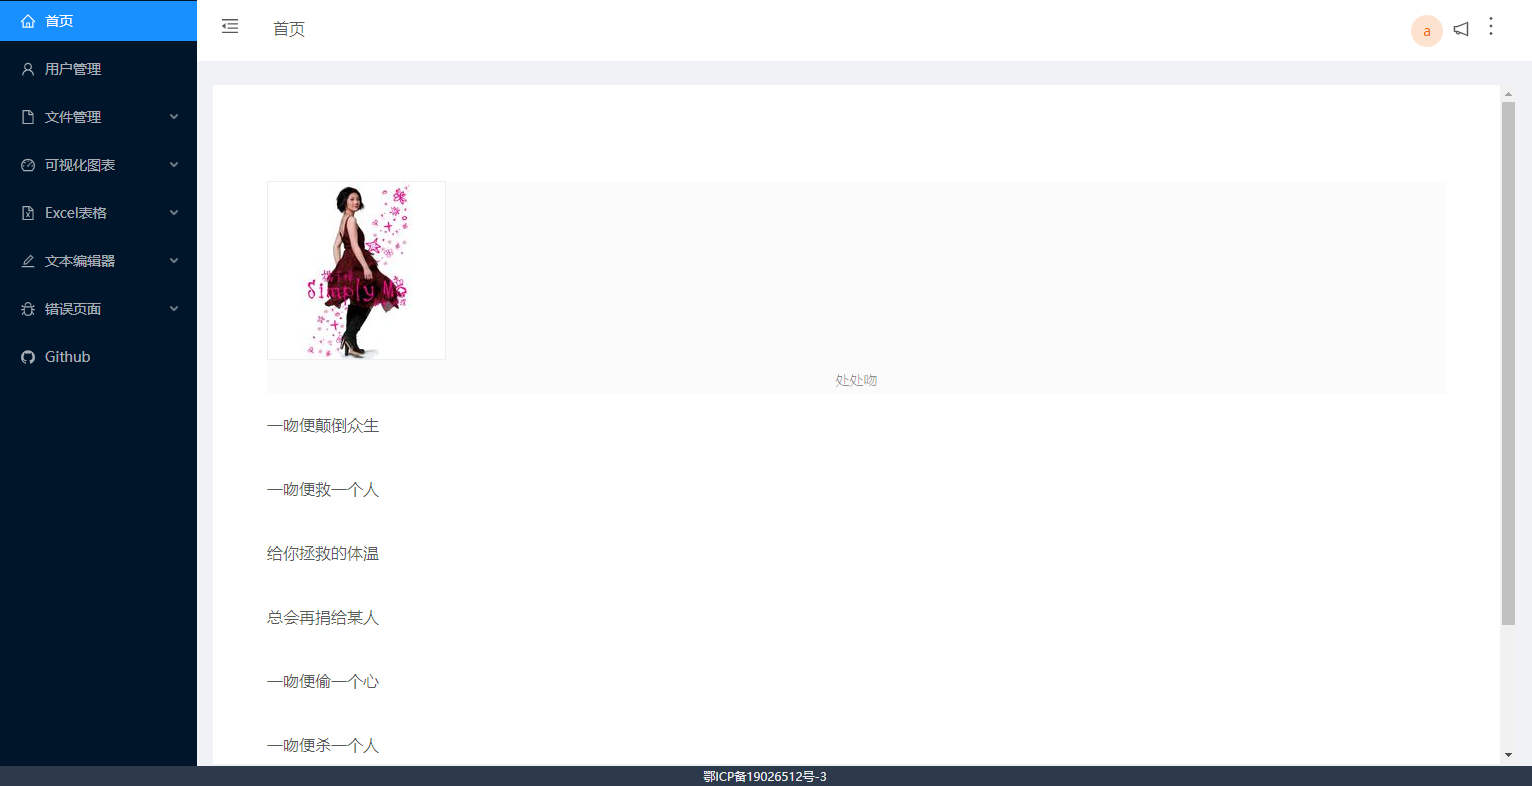 首页
用户管理
文件管理
可视化图表
Excel表格
文本编辑器
错误页面
Github
首页
a
Simply Me
处处吻
一吻便颠倒众生
一吻便救一个人
给你拯救的体温
总会再捐给某人
一吻便偷一个心
一吻便杀一个人
鄂ICP备19026512号-3